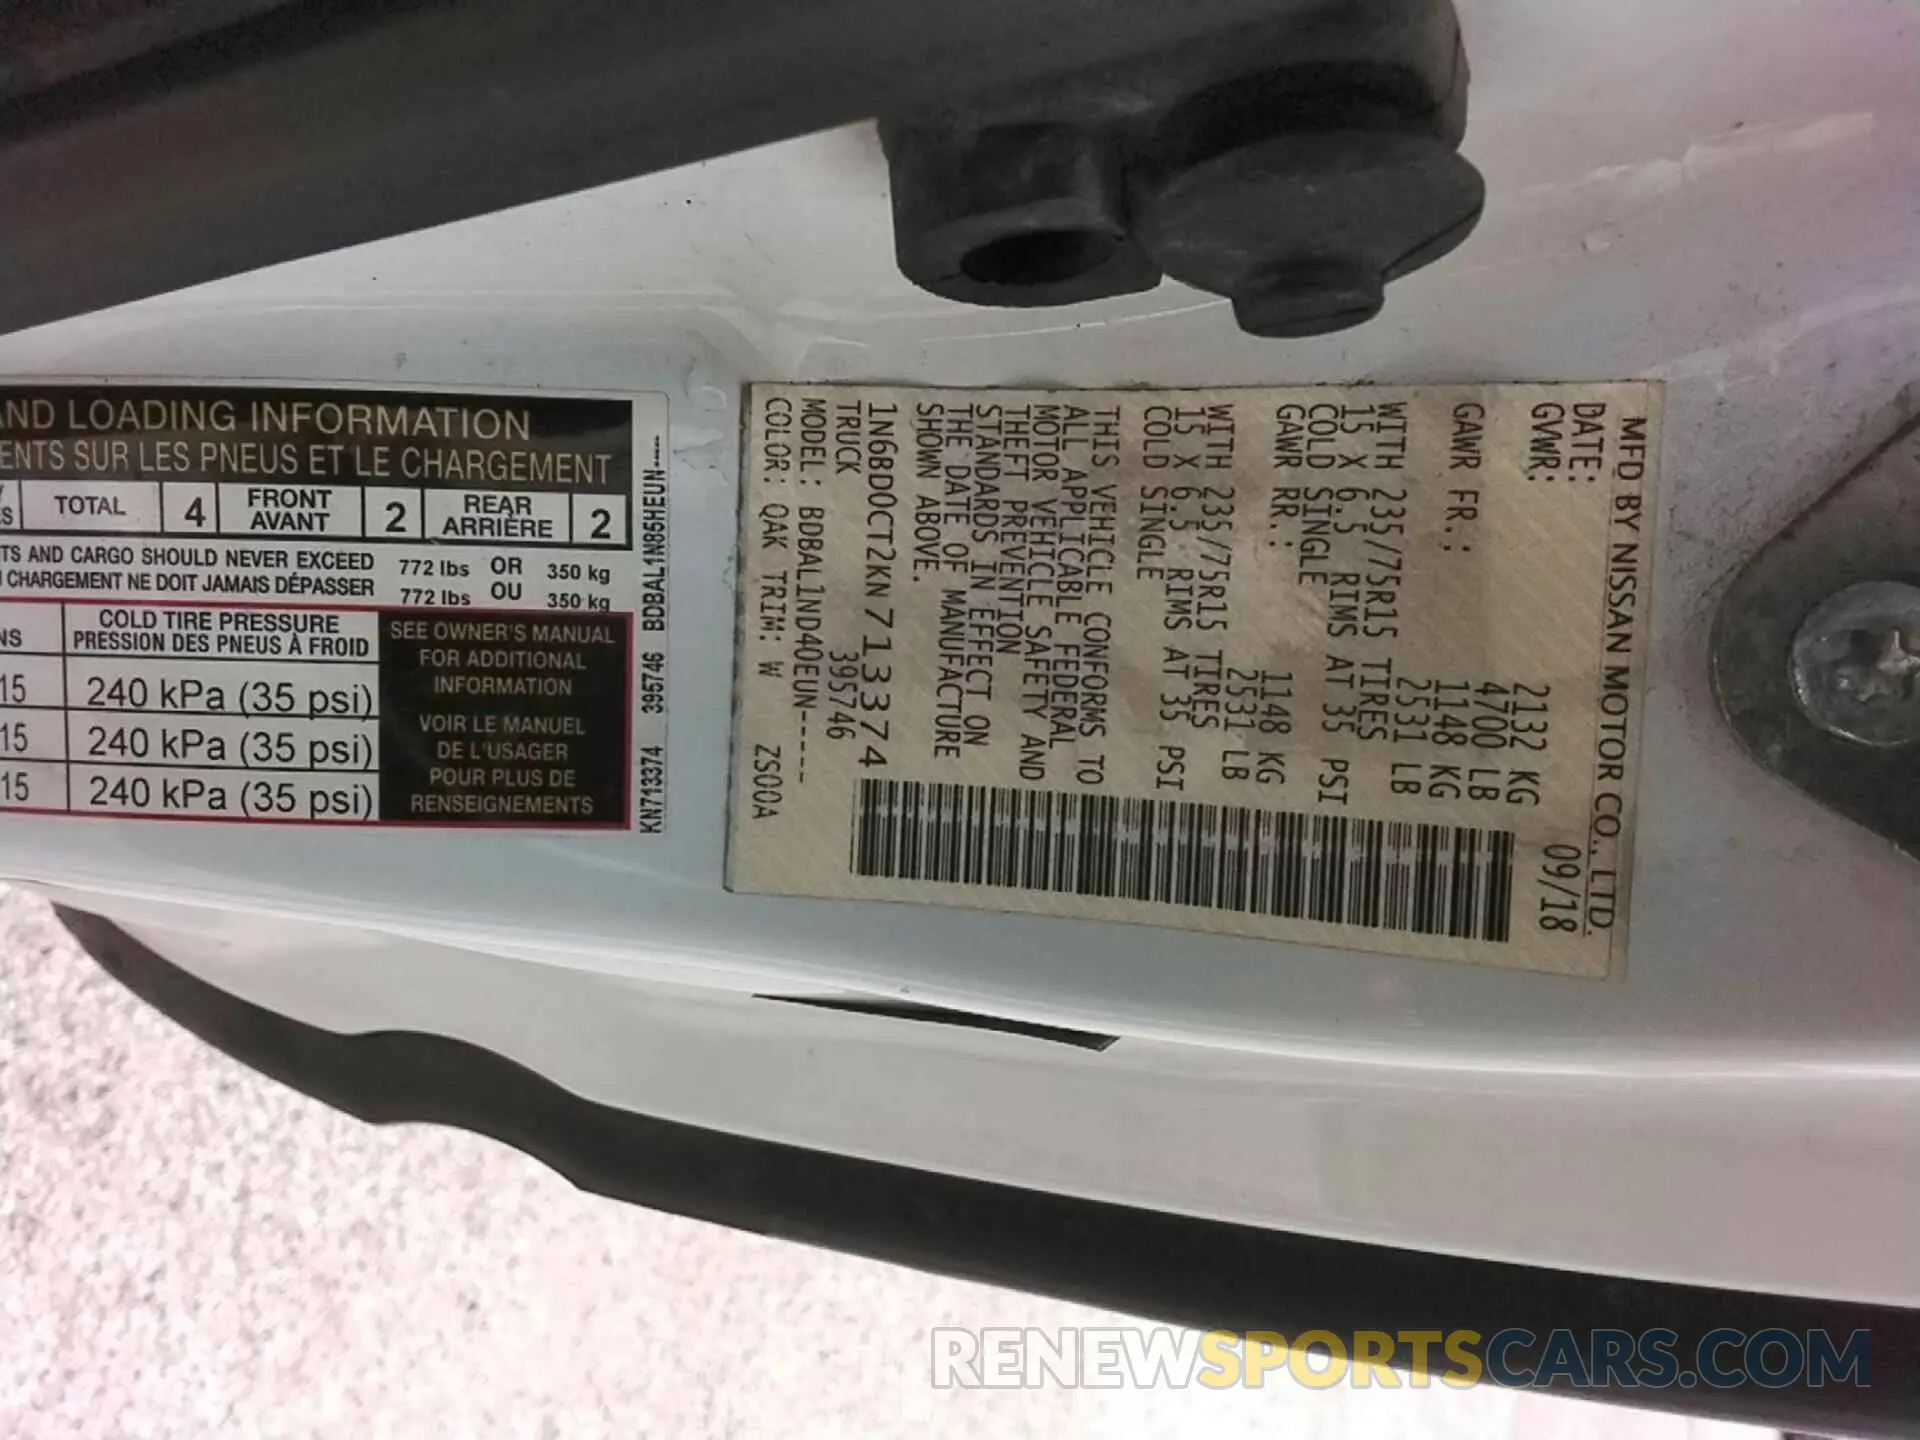 AND LOADING INFORMATION
ENTS SUR LES PNEUS ET LE CHARGEMENT
TOTAL 4 FRONT AVANT 2 REAR ARRIÈRE 2
TS AND CARGO SHOULD NEVER EXCEED 772 lbs OR 350 kg
CHARGEMENT NE DOIT JAMAIS DÉPASSER 772 lbs OU 350 kg
NS
COLD TIRE PRESSURE
PRESSION DES PNEUS À FROID
15 240 kPa (35 psi)
15 240 kPa (35 psi)
15 240 kPa (35 psi)
SEE OWNER'S MANUAL
FOR ADDITIONAL
INFORMATION
VOIR LE MANUEL
DE L'USAGER
POUR PLUS DE
RENSEIGNEMENTS
KN713374 395746 BDBAL1N85HEUN-----
MFD BY NISSAN MOTOR CO., LTD.
DATE: 09/18
GVWR: 2132 KG
4700 LB
GAWR FR.: 1148 KG
2531 LB
WITH 235/75R15 TIRES
15 X 6.5 RIMS AT 35 PSI
COLD SINGLE
GAWR RR.: 1148 KG
2531 LB
WITH 235/75R15 TIRES
15 X 6.5 RIMS AT 35 PSI
COLD SINGLE
THIS VEHICLE CONFORMS TO
ALL APPLICABLE FEDERAL
MOTOR VEHICLE SAFETY AND
THEFT PREVENTION
STANDARDS IN EFFECT ON
THE DATE OF MANUFACTURE
SHOWN ABOVE.
1N6BD0CT2KN713374
TRUCK 395746
MODEL: BDBAL1ND40EUN-----
COLOR: QAK TRIM: W ZS00A
RENEWSPORTSCARS.COM